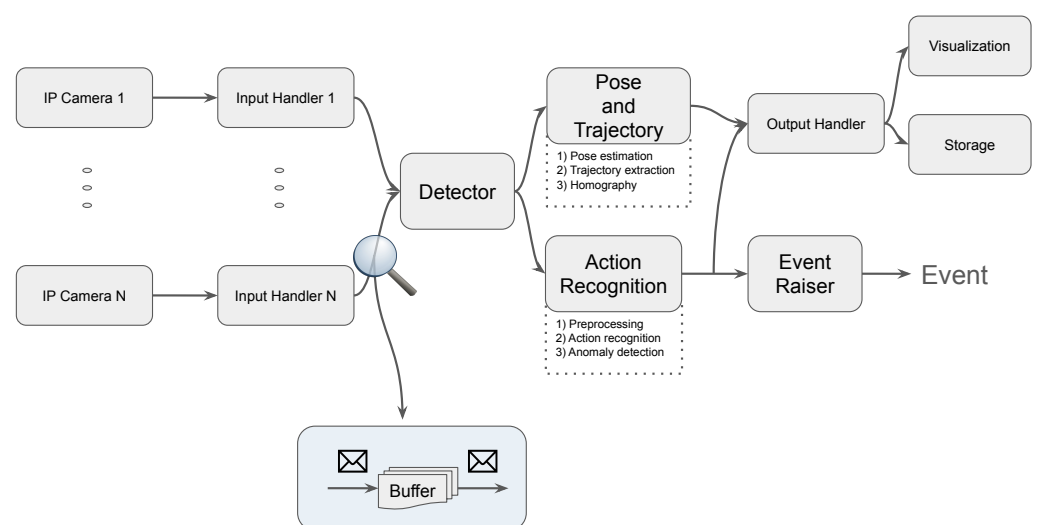 IP Camera 1
Input Handler 1
IP Camera N
Input Handler N
Detector
Pose
and
Trajectory
1) Pose estimation
2) Trajectory extraction
3) Homography
Action
Recognition
1) Preprocessing
2) Action recognition
3) Anomaly detection
Output Handler
Visualization
Storage
Event
Raiser
Event
Buffer